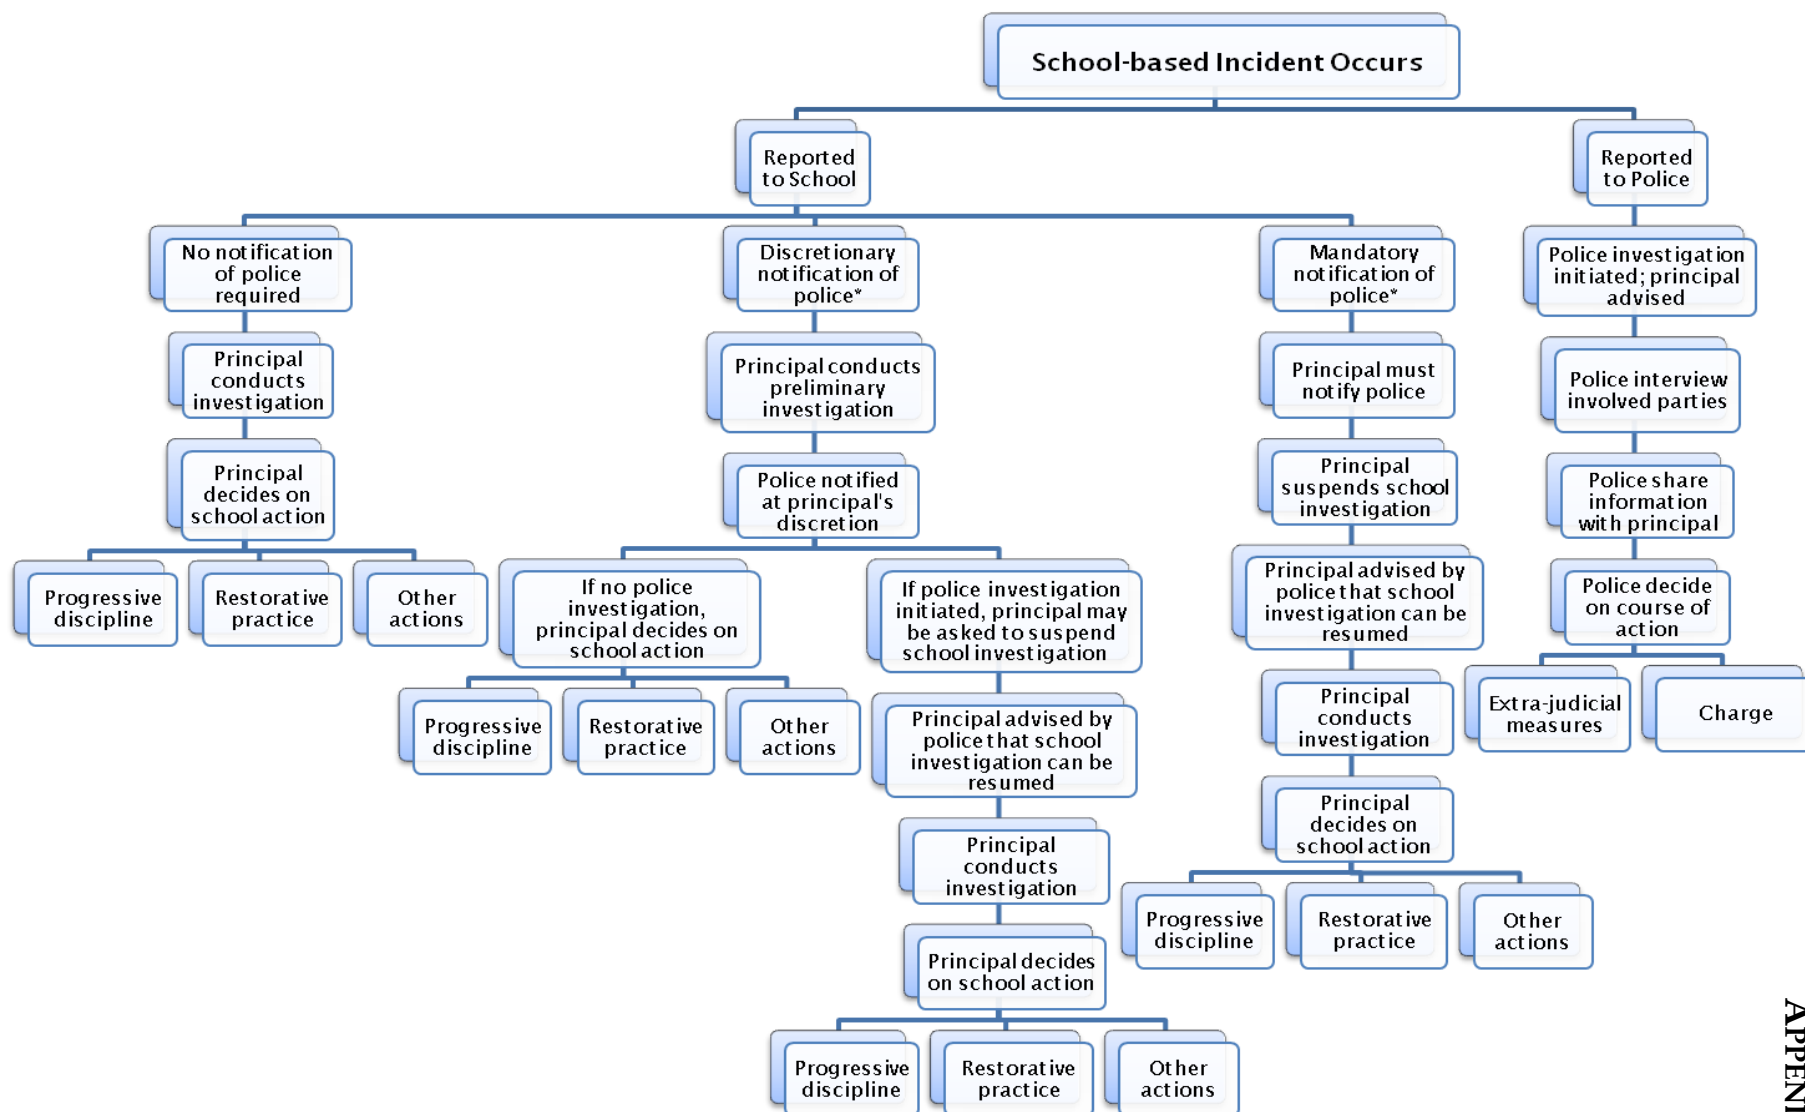 School-based Incident Occurs
Reported
to School
Reported
to Police
No notification
of police
required
Discretionary
notification of
police*
Mandatory
notification of
police*
Police investigation
initiated; principal
advised
Principal
conducts
investigation
Principal conducts
preliminary
investigation
Principal must
notify police
Police interview
involved parties
Principal
decides on
school action
Police notified
at principal's
discretion
Principal
suspends school
investigation
Police share
information
with principal
Progressive
discipline
Restorative
practice
Other
actions
If no police
investigation,
principal decides on
school action
If police investigation
initiated, principal may
be asked to suspend
school investigation
Principal advised by
police that school
investigation can be
resumed
Police decide
on course of
action
Progressive
discipline
Restorative
practice
Other
actions
Principal advised by
police that school
investigation can be
resumed
Principal
conducts
investigation
Extra-judicial
measures
Charge
Principal
conducts
investigation
Principal
decides on
school action
Principal decides
on school action
Progressive
discipline
Restorative
practice
Other
actions
Progressive
discipline
Restorative
practice
Other
actions